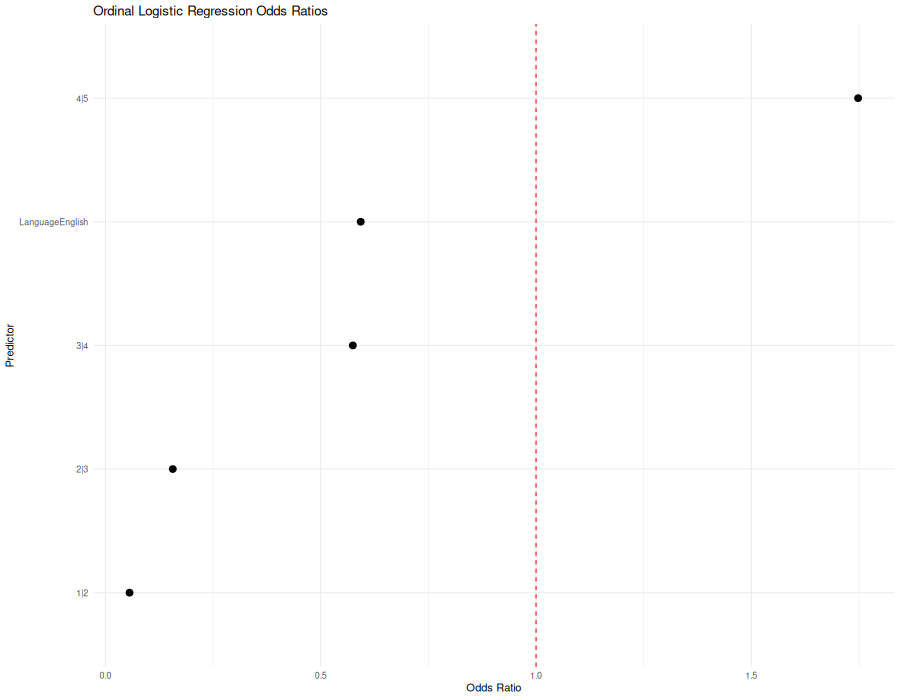 Ordinal Logistic Regression Odds Ratios
4|5
LanguageEnglish
3|4
2|3
1|2
Predictor
0.0 0.5 1.0 1.5
Odds Ratio